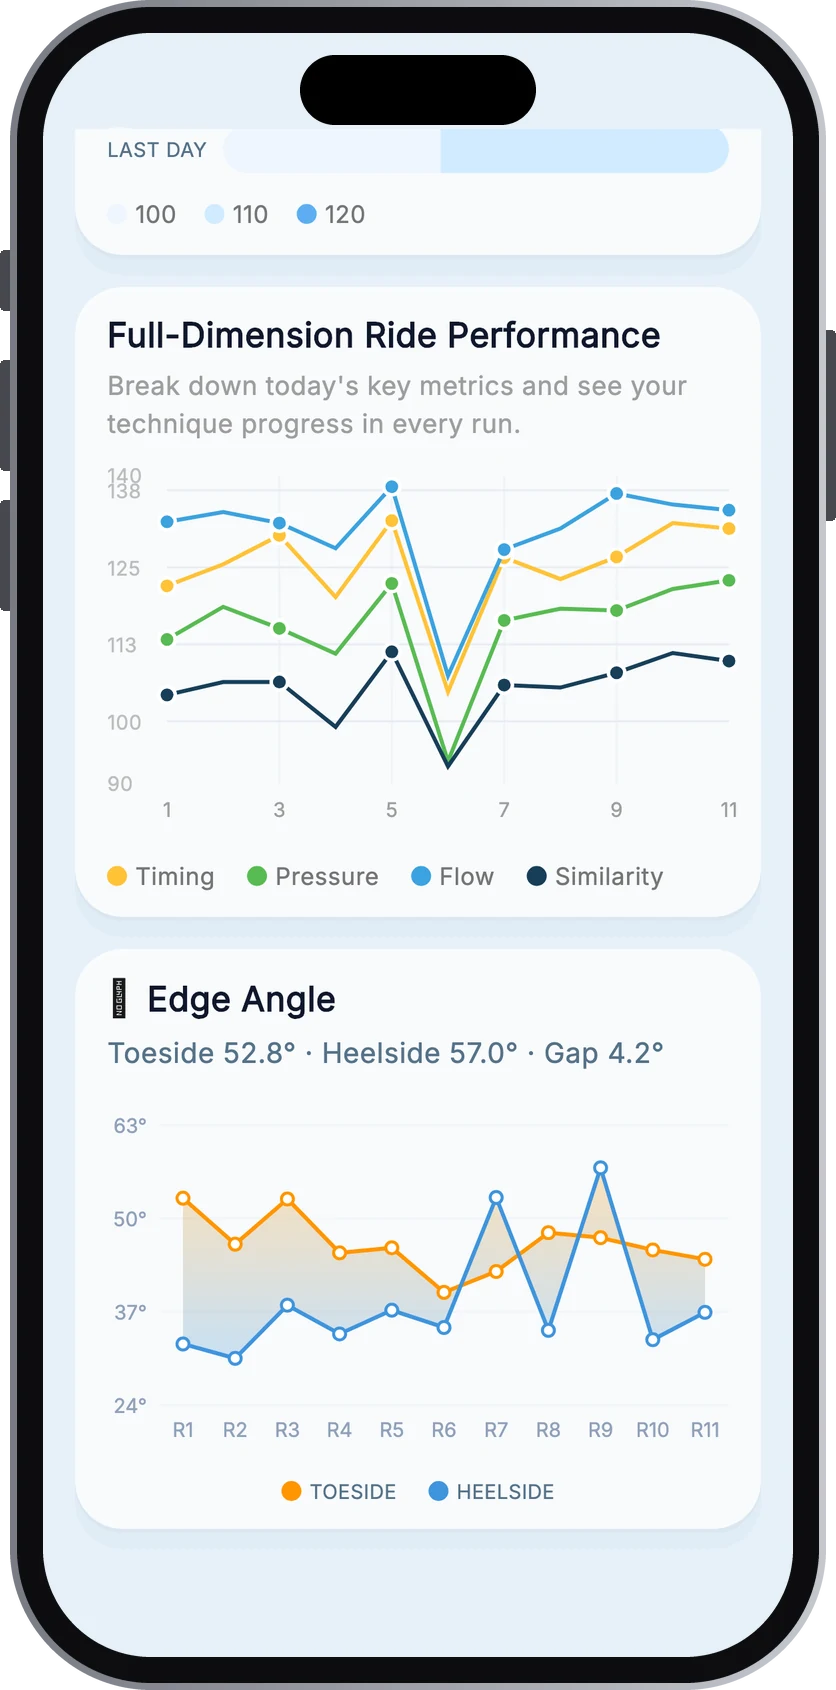 LAST DAY
100 110 120
Full-Dimension Ride Performance
Break down today's key metrics and see your
technique progress in every run.
140
138
125
113
100
90
1 3 5 7 9 11
Timing Pressure Flow Similarity
NO GLYPH Edge Angle
Toeside 52.8° · Heelside 57.0° · Gap 4.2°
63°
50°
37°
24°
R1 R2 R3 R4 R5 R6 R7 R8 R9 R10 R11
TOESIDE HEELSIDE